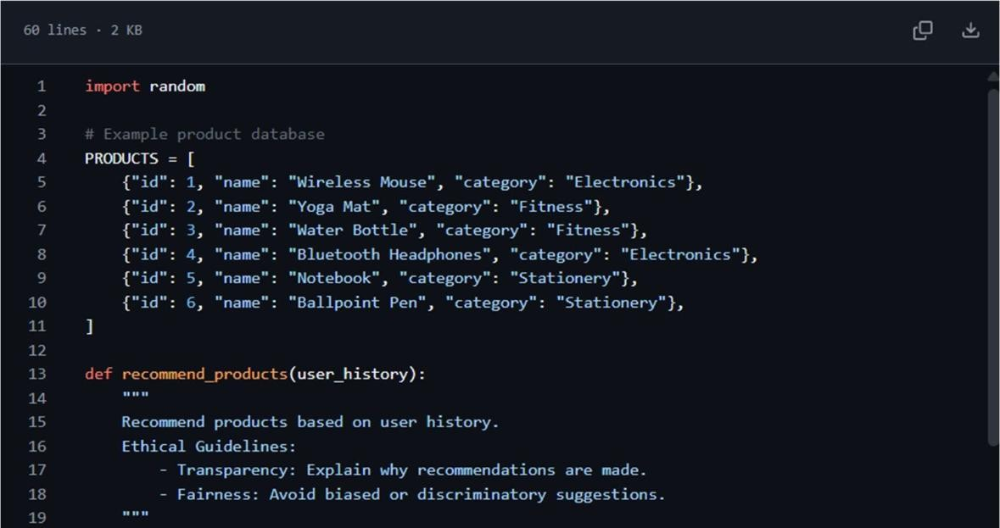 60 lines · 2 KB
1 import random
2
3 # Example product database
4 PRODUCTS = [
5     {"id": 1, "name": "Wireless Mouse", "category": "Electronics"},
6     {"id": 2, "name": "Yoga Mat", "category": "Fitness"},
7     {"id": 3, "name": "Water Bottle", "category": "Fitness"},
8     {"id": 4, "name": "Bluetooth Headphones", "category": "Electronics"},
9     {"id": 5, "name": "Notebook", "category": "Stationery"},
10     {"id": 6, "name": "Ballpoint Pen", "category": "Stationery"},
11 ]
12
13 def recommend_products(user_history):
14     """
15     Recommend products based on user history.
16     Ethical Guidelines:
17         - Transparency: Explain why recommendations are made.
18         - Fairness: Avoid biased or discriminatory suggestions.
19     """